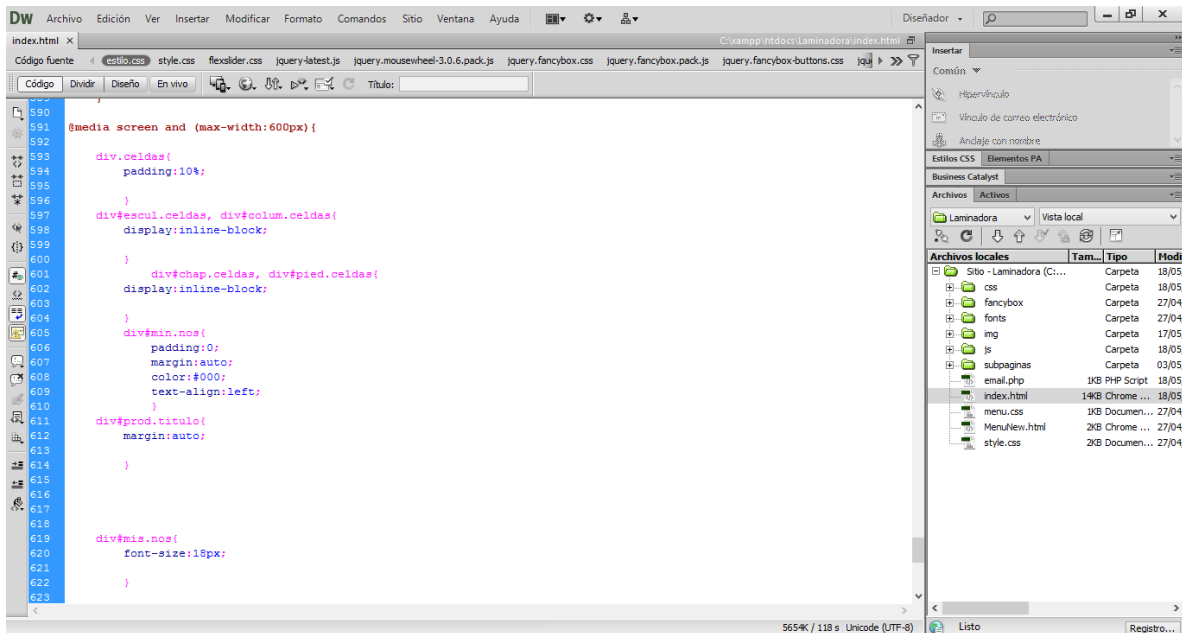 DW Archivo Edición Ver Insertar Modificar Formato Comandos Sitio Ventana Ayuda Diseñador
index.html × C:\xampp\htdocs\Laminadora\index.html
Código fuente estilo.css style.css flexslider.css jquery-latest.js jquery.mousewheel-3.0.6.pack.js jquery.fancybox.css jquery.fancybox.pack.js jquery.fancybox-buttons.css
Código Dividir Diseño En vivo Título:
590
591 @media screen and (max-width:600px){
592
593 div.celdas{
594 padding:10%;
595
596 }
597 div#escul.celdas, div#colum.celdas{
598 display:inline-block;
599
600 }
601 div#chap.celdas, div#pied.celdas{
602 display:inline-block;
603
604 }
605 div#min.nos{
606 padding:0;
607 margin:auto;
608 color:#000;
609 text-align:left;
610 }
611 div#prod.titulo{
612 margin:auto;
613
614 }
615
616
617
618
619 div#mis.nos{
620 font-size:18px;
621
622 }
623
5654K / 118 s Unicode (UTF-8)
Insertar
Común
Hipervínculo
Vínculo de correo electrónico
Anclaje con nombre
Estilos CSS Elementos PA
Business Catalyst
Archivos Activos
Laminadora Vista local
Archivos locales Tam... Tipo Modi
Sitio - Laminadora (C:... Carpeta 18/05
css Carpeta 18/05
fancybox Carpeta 27/04
fonts Carpeta 27/04
img Carpeta 17/05
js Carpeta 18/05
subpaginas Carpeta 03/05
email.php 1KB PHP Script 18/05
index.html 14KB Chrome ... 18/05
menu.css 1KB Documen... 27/04
MenuNew.html 2KB Chrome ... 27/04
style.css 2KB Documen... 27/04
Listo Registro...